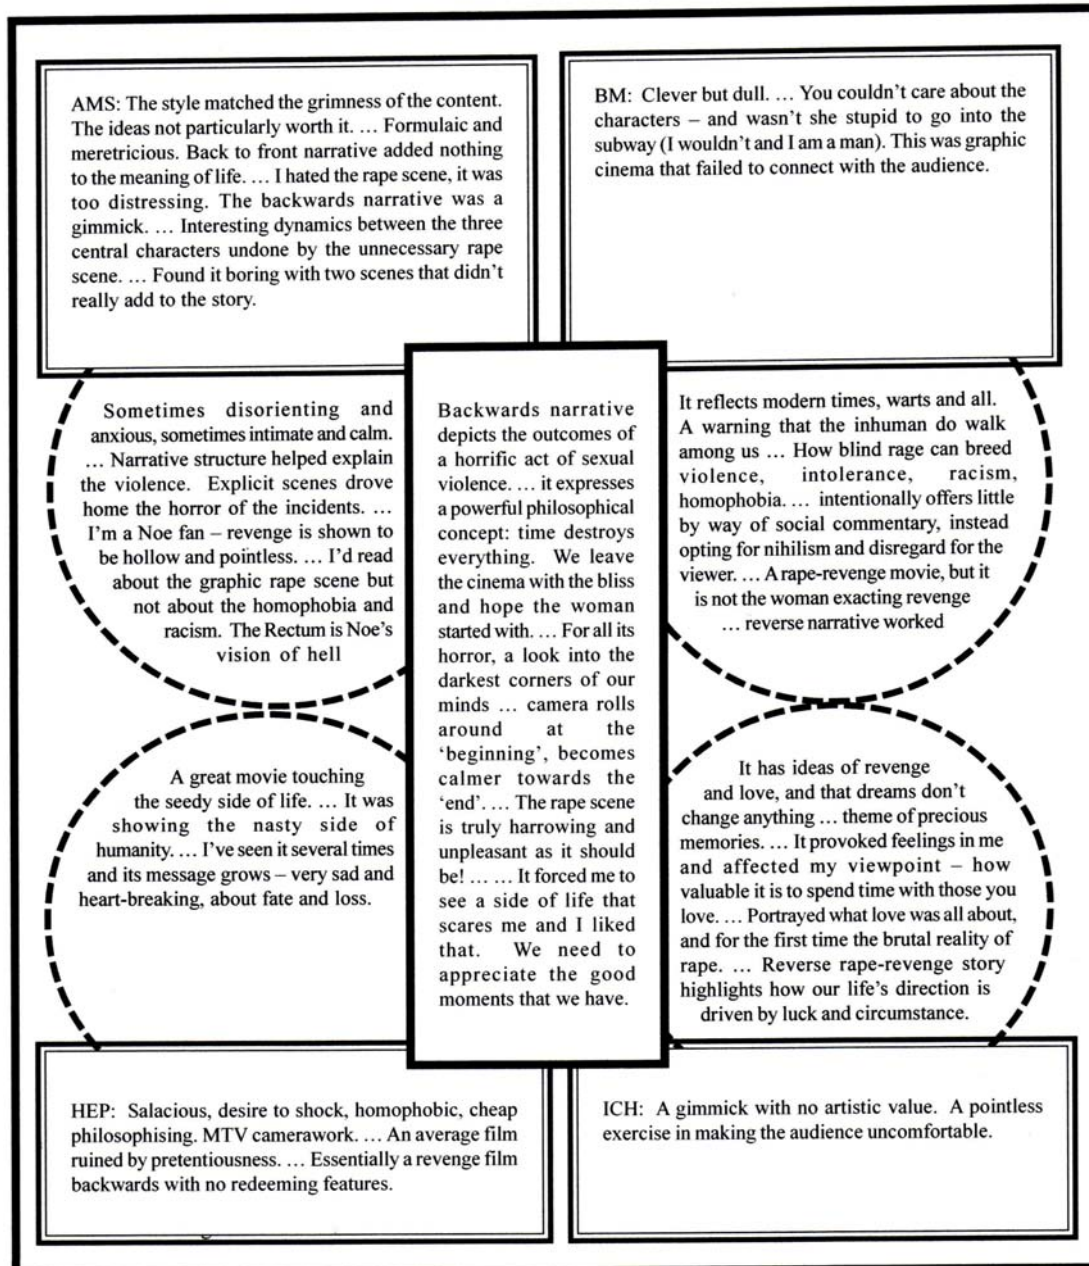 AMS: The style matched the grimness of the content.
The ideas not particularly worth it. … Formulaic and
meretricious. Back to front narrative added nothing
to the meaning of life. … I hated the rape scene, it was
too distressing. The backwards narrative was a
gimmick. … Interesting dynamics between the three
central characters undone by the unnecessary rape
scene. … Found it boring with two scenes that didn't
really add to the story.
BM: Clever but dull. … You couldn't care about the
characters – and wasn't she stupid to go into the
subway (I wouldn't and I am a man). This was graphic
cinema that failed to connect with the audience.
Sometimes disorienting and
anxious, sometimes intimate and calm.
… Narrative structure helped explain
the violence. Explicit scenes drove
home the horror of the incidents. …
I'm a Noe fan – revenge is shown to
be hollow and pointless. … I'd read
about the graphic rape scene but
not about the homophobia and
racism. The Rectum is Noe's
vision of hell
Backwards narrative
depicts the outcomes of
a horrific act of sexual
violence. … it expresses
a powerful philosophical
concept: time destroys
everything. We leave
the cinema with the bliss
and hope the woman
started with. … For all its
horror, a look into the
darkest corners of our
minds … camera rolls
around at the
'beginning', becomes
calmer towards the
'end'. … The rape scene
is truly harrowing and
unpleasant as it should
be! … … It forced me to
see a side of life that
scares me and I liked
that. We need to
appreciate the good
moments that we have.
It reflects modern times, warts and all.
A warning that the inhuman do walk
among us … How blind rage can breed
violence, intolerance, racism,
homophobia. … intentionally offers little
by way of social commentary, instead
opting for nihilism and disregard for the
viewer. … A rape-revenge movie, but it
is not the woman exacting revenge
… reverse narrative worked
A great movie touching
the seedy side of life. … It was
showing the nasty side of
humanity. … I've seen it several times
and its message grows – very sad and
heart-breaking, about fate and loss.
It has ideas of revenge
and love, and that dreams don't
change anything … theme of precious
memories. … It provoked feelings in me
and affected my viewpoint – how
valuable it is to spend time with those you
love. … Portrayed what love was all about,
and for the first time the brutal reality of
rape. … Reverse rape-revenge story
highlights how our life's direction is
driven by luck and circumstance.
HEP: Salacious, desire to shock, homophobic, cheap
philosophising. MTV camerawork. … An average film
ruined by pretentiousness. … Essentially a revenge film
backwards with no redeeming features.
ICH: A gimmick with no artistic value. A pointless
exercise in making the audience uncomfortable.